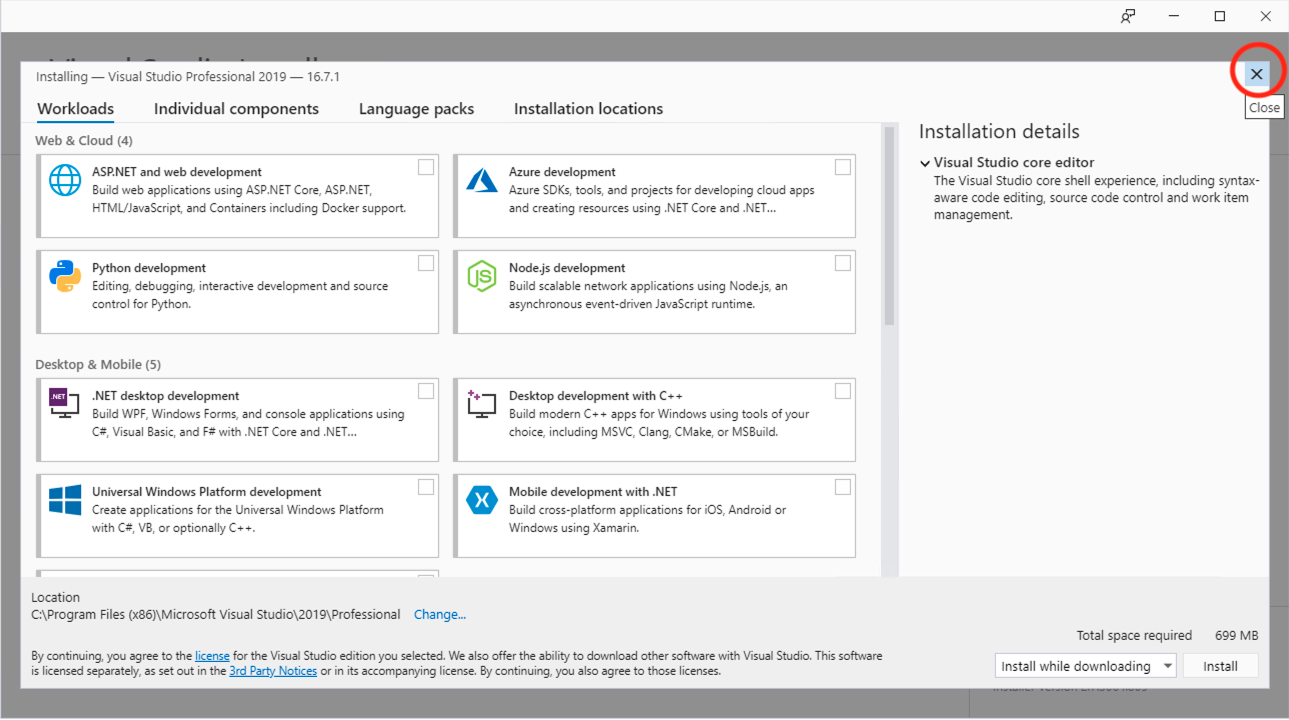 Installing — Visual Studio Professional 2019 — 16.7.1
Close
Workloads
Individual components
Language packs
Installation locations
Web & Cloud (4)
ASP.NET and web development
Build web applications using ASP.NET Core, ASP.NET,
HTML/JavaScript, and Containers including Docker support.
Azure development
Azure SDKs, tools, and projects for developing cloud apps
and creating resources using .NET Core and .NET...
Python development
Editing, debugging, interactive development and source
control for Python.
Node.js development
Build scalable network applications using Node.js, an
asynchronous event-driven JavaScript runtime.
Desktop & Mobile (5)
.NET
.NET desktop development
Build WPF, Windows Forms, and console applications using
C#, Visual Basic, and F# with .NET Core and .NET...
Desktop development with C++
Build modern C++ apps for Windows using tools of your
choice, including MSVC, Clang, CMake, or MSBuild.
Universal Windows Platform development
Create applications for the Universal Windows Platform
with C#, VB, or optionally C++.
Mobile development with .NET
Build cross-platform applications for iOS, Android or
Windows using Xamarin.
Installation details
Visual Studio core editor
The Visual Studio core shell experience, including syntax-
aware code editing, source code control and work item
management.
Location
C:\Program Files (x86)\Microsoft Visual Studio\2019\Professional
Change...
By continuing, you agree to the license for the Visual Studio edition you selected. We also offer the ability to download other software with Visual Studio. This software
is licensed separately, as set out in the 3rd Party Notices or in its accompanying license. By continuing, you also agree to those licenses.
Total space required 699 MB
Install while downloading
Install